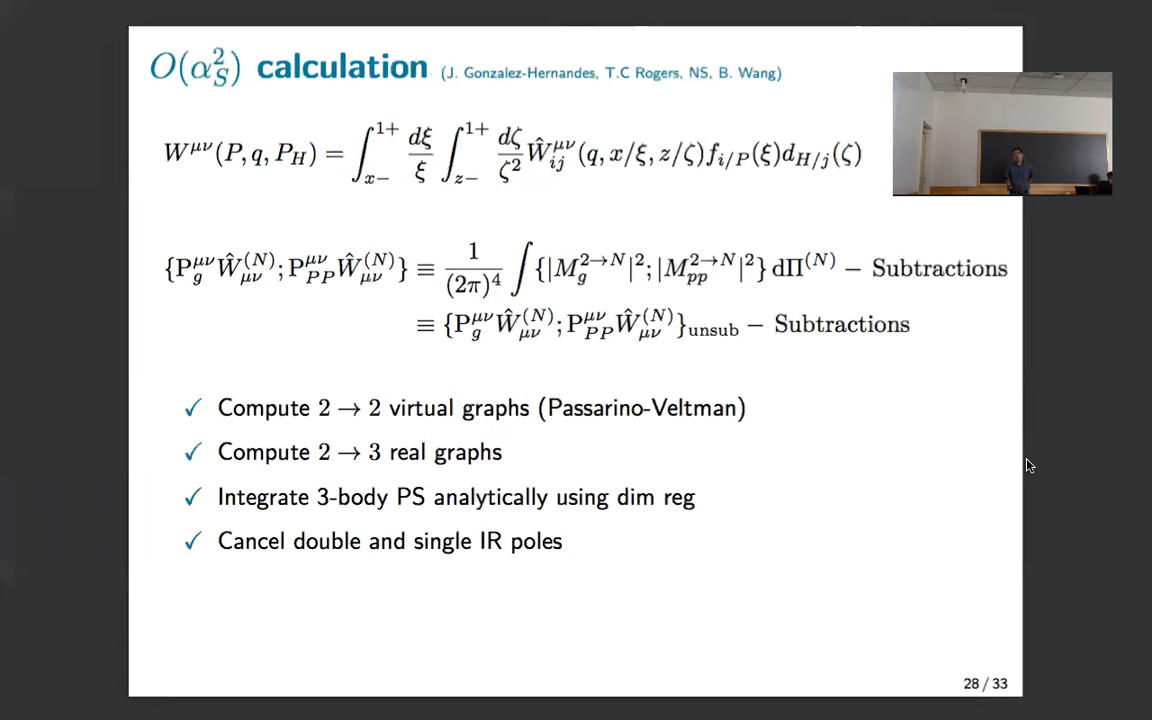 O(α_S^2) calculation (J. Gonzalez-Hernandes, T.C Rogers, NS, B. Wang)
W^{μν}(P, q, P_H) = ∫_{x−}^{1+} dξ/ξ ∫_{z−}^{1+} dζ/ζ^2 Ŵ_{ij}^{μν}(q, x/ξ, z/ζ) f_{i/P}(ξ) d_{H/j}(ζ)
{P_g^{μν} Ŵ_{μν}^{(N)}; P_{PP}^{μν} Ŵ_{μν}^{(N)}} ≡ 1/(2π)^4 ∫ {|M_g^{2→N}|^2; |M_{pp}^{2→N}|^2} dΠ^{(N)} − Subtractions
≡ {P_g^{μν} Ŵ_{μν}^{(N)}; P_{PP}^{μν} Ŵ_{μν}^{(N)}}_{unsub} − Subtractions
✓ Compute 2 → 2 virtual graphs (Passarino-Veltman)
✓ Compute 2 → 3 real graphs
✓ Integrate 3-body PS analytically using dim reg
✓ Cancel double and single IR poles
28 / 33